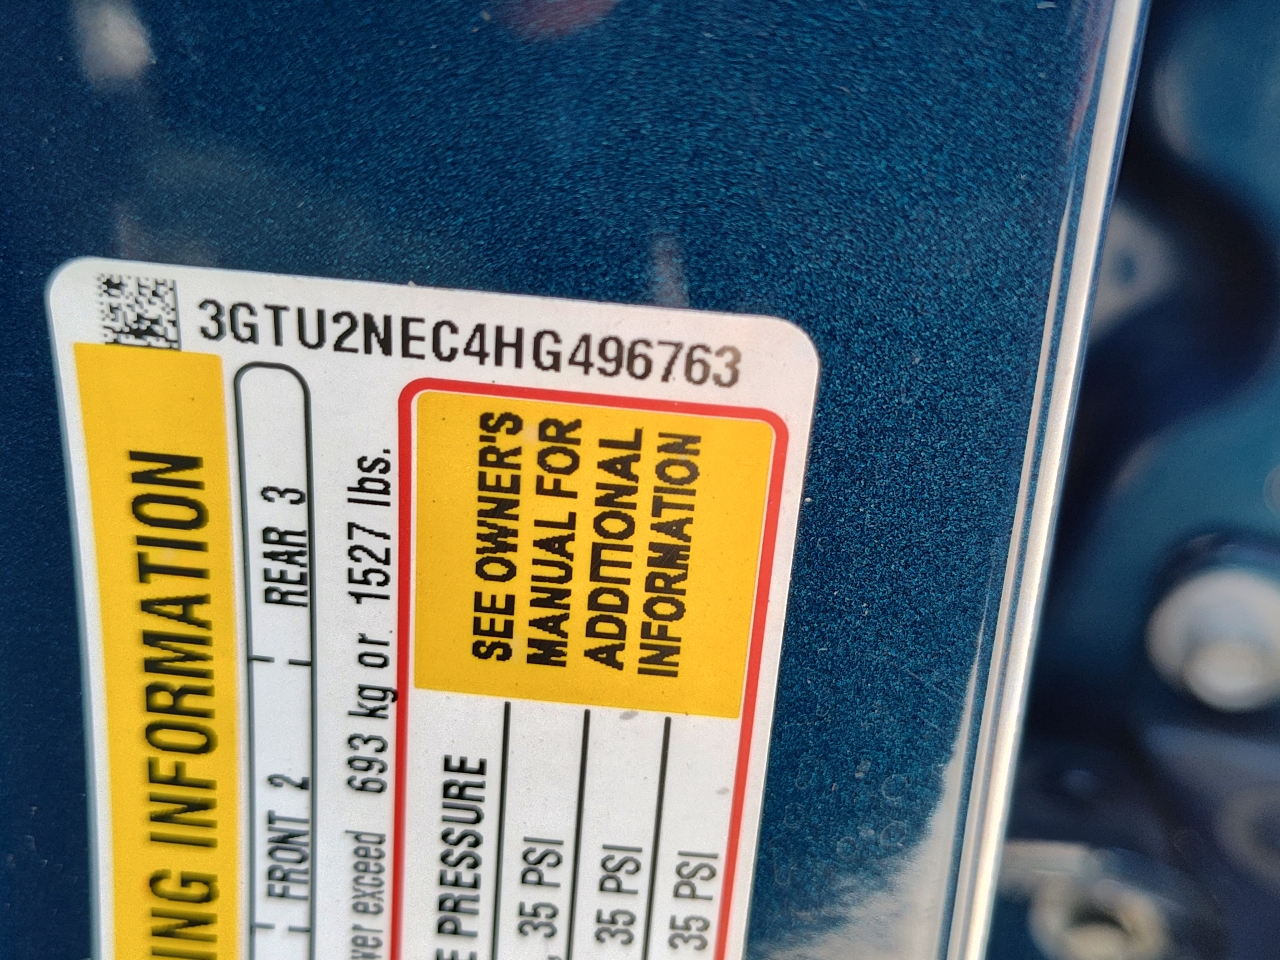 3GTU2NEC4HG496763
ING INFORMATION
FRONT 2 REAR 3
ver exceed 693 kg or 1527 lbs.
E PRESSURE
35 PSI
35 PSI
35 PSI
SEE OWNER'S
MANUAL FOR
ADDITIONAL
INFORMATION